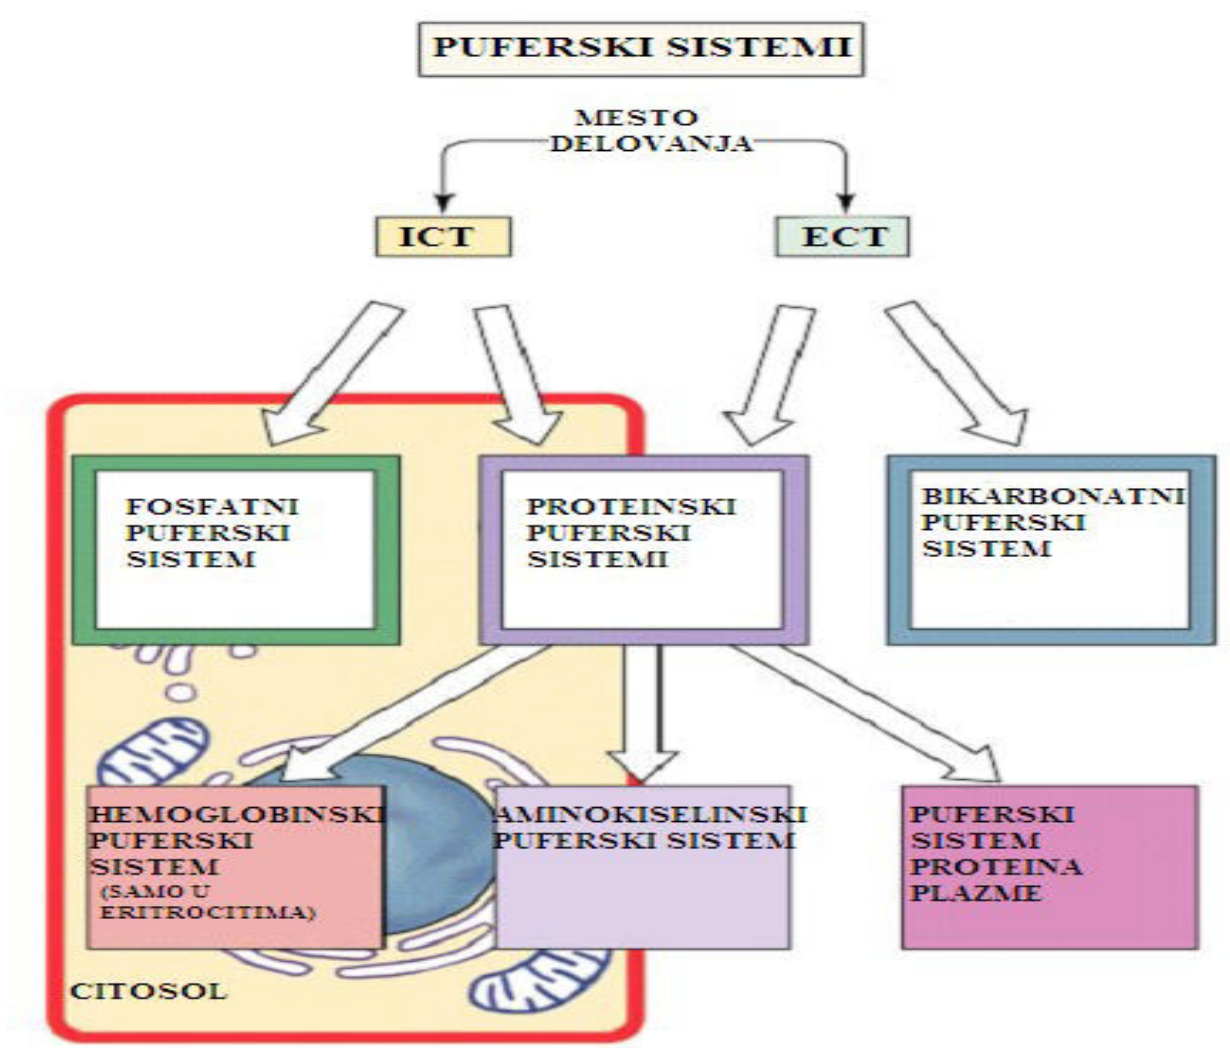 PUFERSKI SISTEMI
MESTO
DELOVANJA
ICT
ECT
FOSFATNI
PUFERSKI
SISTEM
PROTEINSKI
PUFERSKI
SISTEMI
BIKARBONATNI
PUFERSKI
SISTEM
HEMOGLOBINSKI
PUFERSKI
SISTEM
(SAMO U
ERITROCITIMA)
AMINOKISELINSKI
PUFERSKI SISTEM
PUFERSKI
SISTEM
PROTEINA
PLAZME
CITOSOL